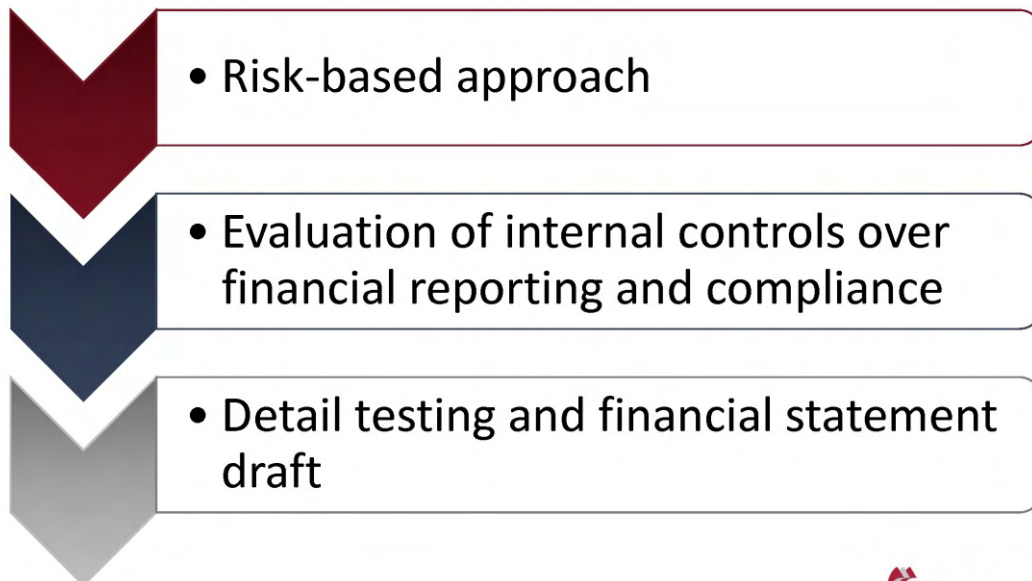 • Risk-based approach
• Evaluation of internal controls over
financial reporting and compliance
• Detail testing and financial statement
draft